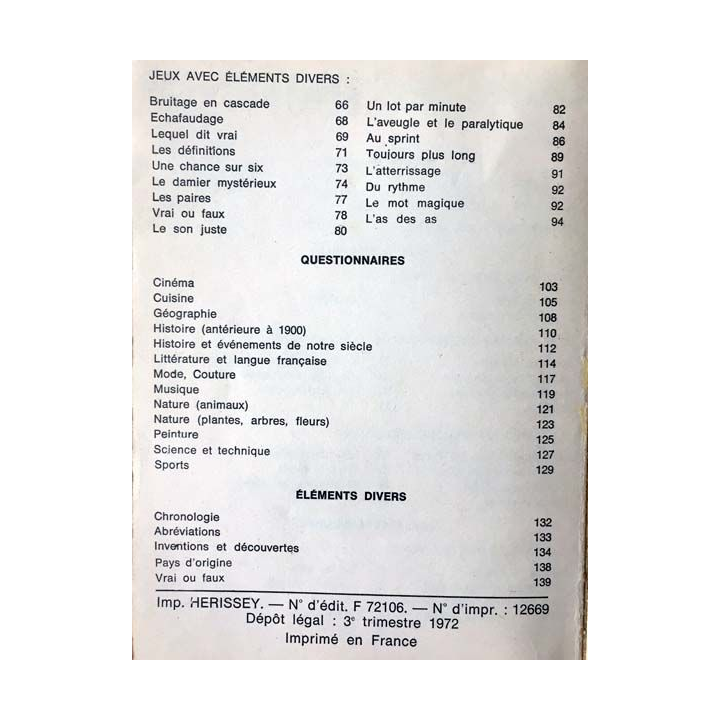 JEUX AVEC ÉLÉMENTS DIVERS :
Bruitage en cascade 66
Echafaudage 68
Lequel dit vrai 69
Les définitions 71
Une chance sur six 73
Le damier mystérieux 74
Les paires 77
Vrai ou faux 78
Le son juste 80
Un lot par minute 82
L'aveugle et le paralytique 84
Au sprint 86
Toujours plus long 89
L'atterrissage 91
Du rythme 92
Le mot magique 92
L'as des as 94
QUESTIONNAIRES
Cinéma 103
Cuisine 105
Géographie 108
Histoire (antérieure à 1900) 110
Histoire et événements de notre siècle 112
Littérature et langue française 114
Mode, Couture 117
Musique 119
Nature (animaux) 121
Nature (plantes, arbres, fleurs) 123
Peinture 125
Science et technique 127
Sports 129
ÉLÉMENTS DIVERS
Chronologie 132
Abréviations 133
Inventions et découvertes 134
Pays d'origine 138
Vrai ou faux 139
Imp. HERISSEY. — N° d'édit. F 72106. — N° d'impr. : 12669
Dépôt légal : 3e trimestre 1972
Imprimé en France